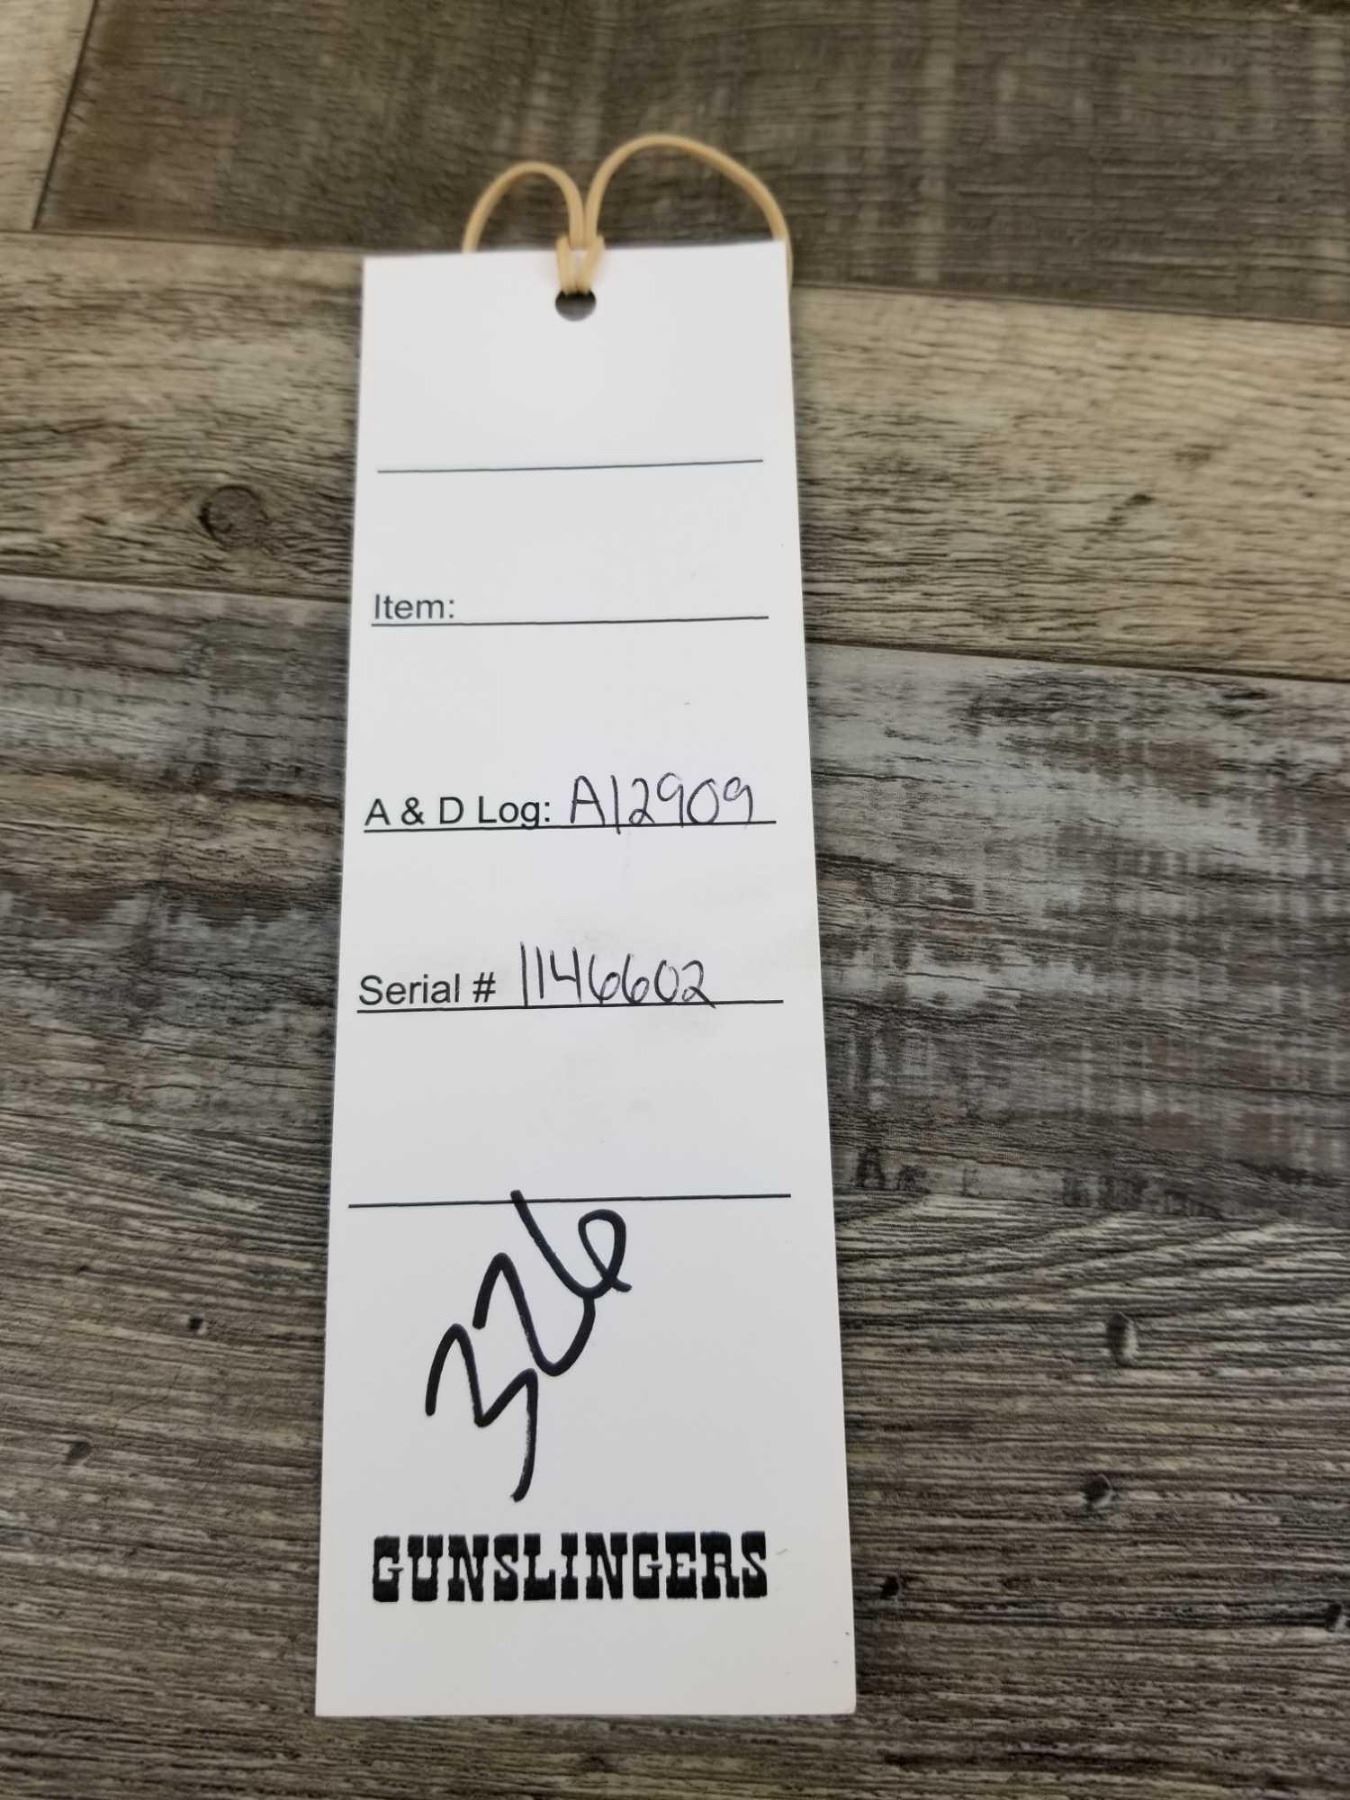 Item:
A & D Log: A12909
Serial # 1146602
326
GUNSLINGERS